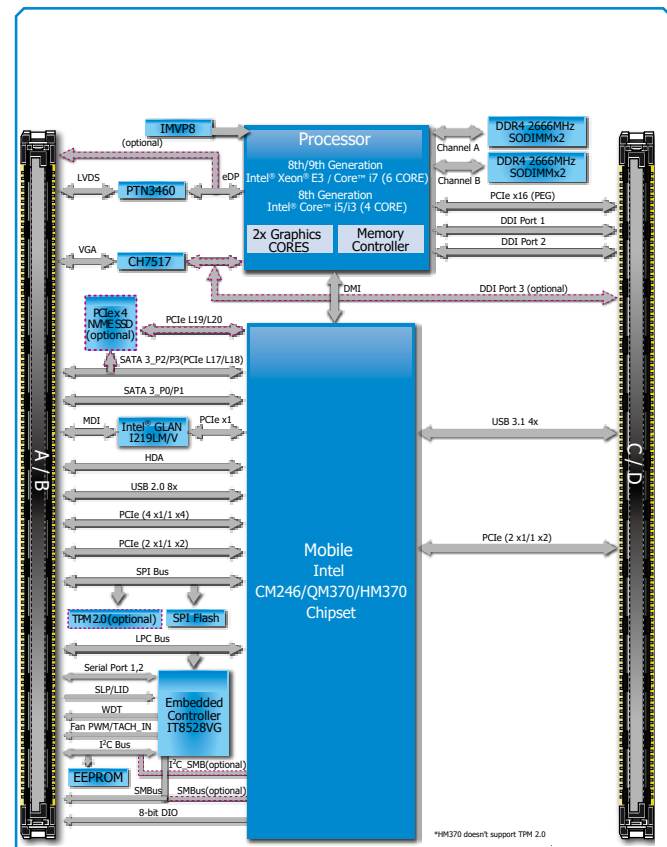 IMVP8
(optional)
LVDS
PTN3460
eDP
Processor
8th/9th Generation
Intel® Xeon® E3 / Core™ i7 (6 CORE)
8th Generation
Intel® Core™ i5/i3 (4 CORE)
2x Graphics
CORES
Memory
Controller
DDR4 2666MHz
SODIMMx2
Channel A
DDR4 2666MHz
SODIMMx2
Channel B
PCIe x16 (PEG)
DDI Port 1
DDI Port 2
VGA
CH7517
DMI
DDI Port 3 (optional)
PCIex 4
NVME SSD
(optional)
PCIe L19/L20
SATA 3_P2/P3(PCIe L17/L18)
SATA 3_P0/P1
MDI
Intel® GLAN
I219LM/V
PCIe x1
USB 3.1 4x
A / B
C / D
HDA
USB 2.0 8x
PCIe (4 x1/1 x4)
PCIe (2 x1/1 x2)
PCIe (2 x1/1 x2)
Mobile
Intel
CM246/QM370/HM370
Chipset
SPI Bus
TPM 2.0 (optional)
SPI Flash
LPC Bus
Serial Port 1,2
SLP/LID
WDT
Fan PWM/TACH_IN
I²C Bus
Embedded
Controller
IT8528VG
EEPROM
I²C_SMB(optional)
SMBus
SMBus(optional)
8-bit DIO
*HM370 doesn't support TPM 2.0